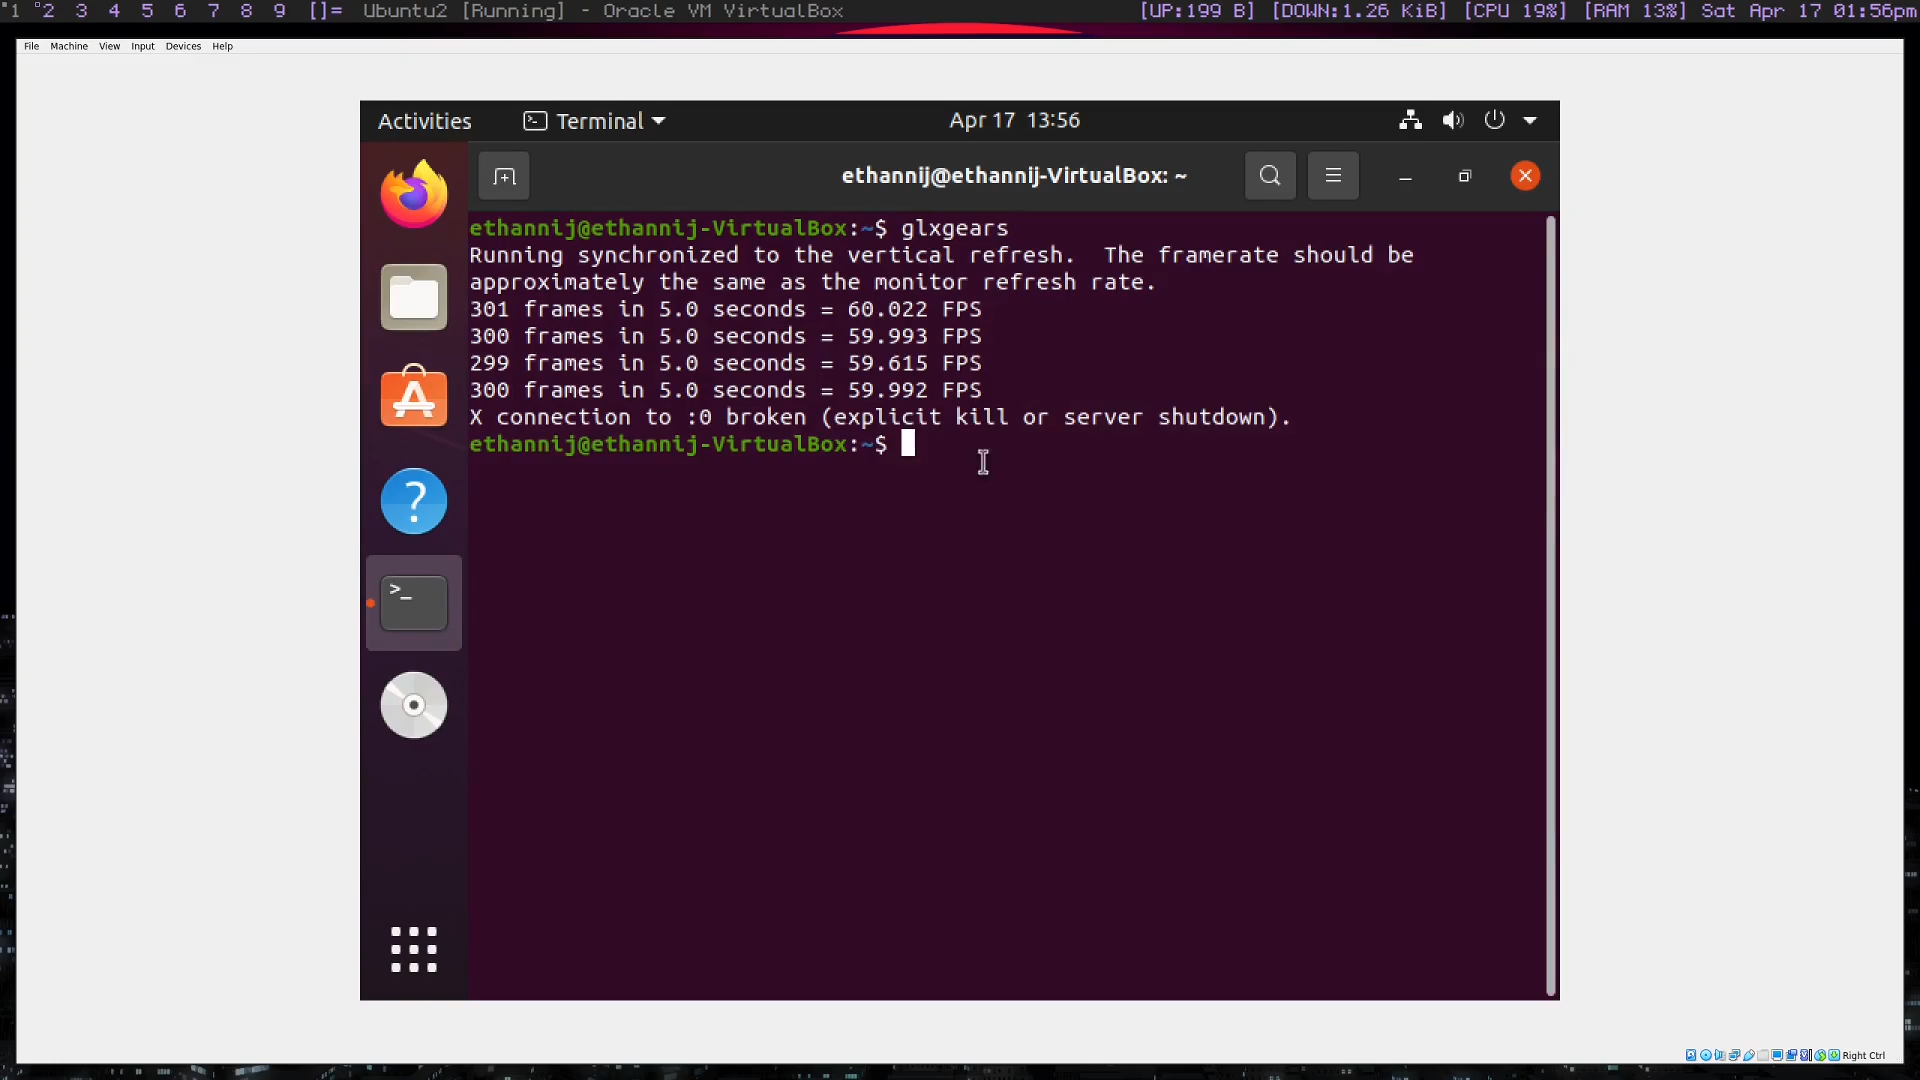 1 2 3 4 5 6 7 8 9 []= Ubuntu2 [Running] - Oracle VM VirtualBox [UP:199 B] [DOWN:1.26 KiB] [CPU 19%] [RAM 13%] Sat Apr 17 01:56pm
File Machine View Input Devices Help
Activities Terminal Apr 17 13:56
ethannij@ethannij-VirtualBox: ~
ethannij@ethannij-VirtualBox:~$ glxgears
Running synchronized to the vertical refresh.  The framerate should be
approximately the same as the monitor refresh rate.
301 frames in 5.0 seconds = 60.022 FPS
300 frames in 5.0 seconds = 59.993 FPS
299 frames in 5.0 seconds = 59.615 FPS
300 frames in 5.0 seconds = 59.992 FPS
X connection to :0 broken (explicit kill or server shutdown).
ethannij@ethannij-VirtualBox:~$
Right Ctrl